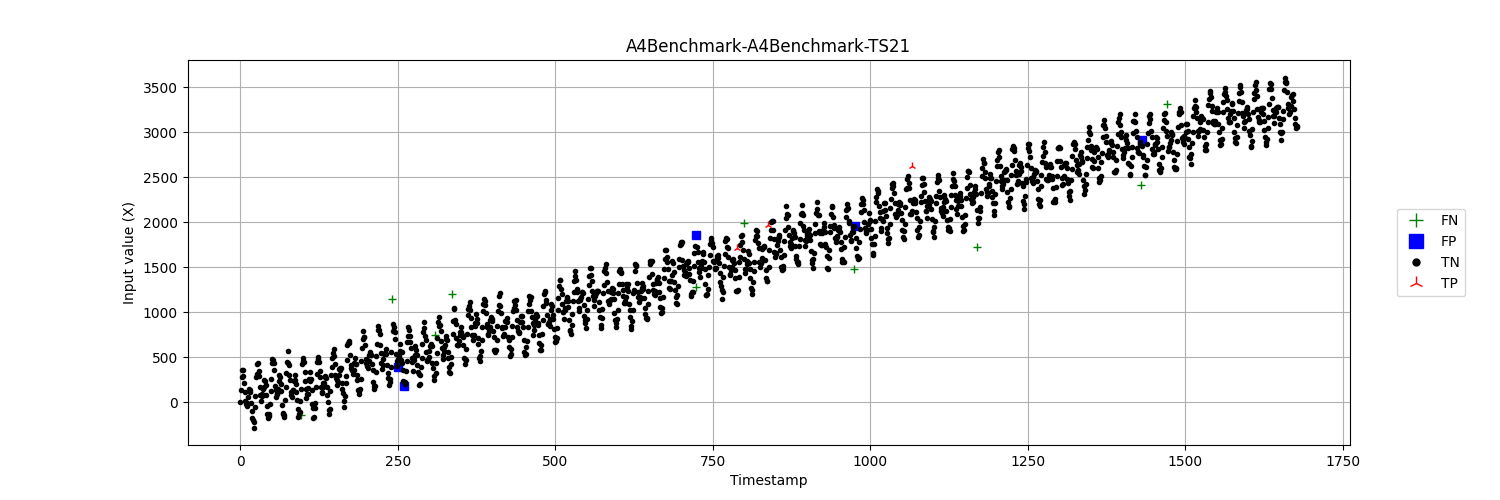 A4Benchmark-A4Benchmark-TS21
3500
3000
2500
2000
1500
1000
500
0
Input value (X)
0 250 500 750 1000 1250 1500 1750
Timestamp
FN
FP
TN
TP